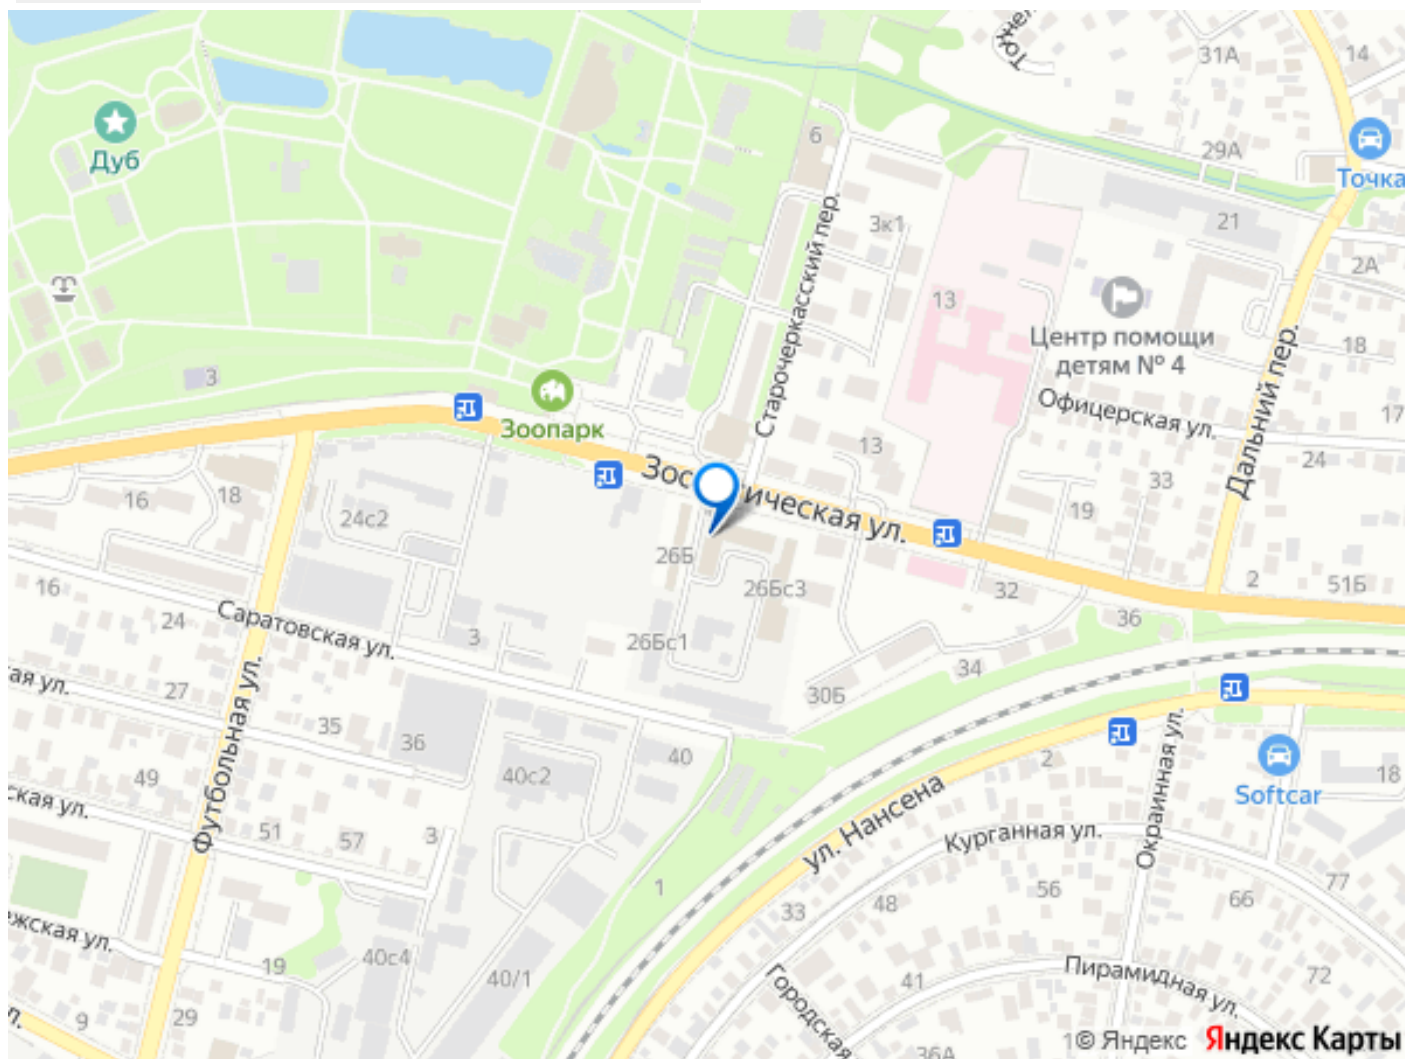 Точк
31А
14
Дуб
6
29А
Точка
Старочеркасский пер.
3к1
21
2А
13
Центр помощи
детям № 4
18
3
Дальний пер.
Зоопарк
Офицерская ул.
17
13
24
16
18
24с2
33
19
26Б
26Бс3
32
2
51Б
16
24
Саратовская ул.
3
26Бс1
36
34
30Б
ая ул.
27
35
36
Футбольная ул.
40
40с2
49
ская ул.
51
57
3
2
Softcar
18
ул. Нансена
Курганная ул.
Окраинная ул.
77
1
33
48
56
66
жская ул.
19
40с4
40/1
41
Пирамидная ул.
72
Городская
9
29
36А
1
© Яндекс
Яндекс Карты